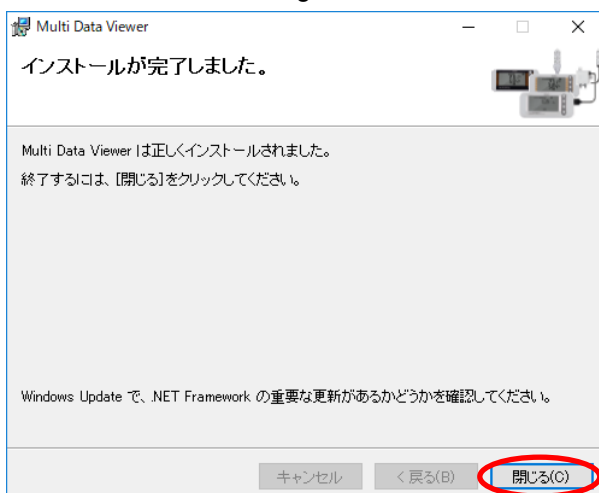 Multi Data Viewer
インストールが完了しました。
Multi Data Viewer は正しくインストールされました。
終了するには、[閉じる]をクリックしてください。
Windows Update で、.NET Framework の重要な更新があるかどうかを確認してください。
キャンセル
< 戻る(B)
閉じる(C)